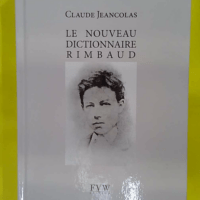 CLAUDE JEANCOLAS
LE NOUVEAU
DICTIONNAIRE
RIMBAUD
FVW